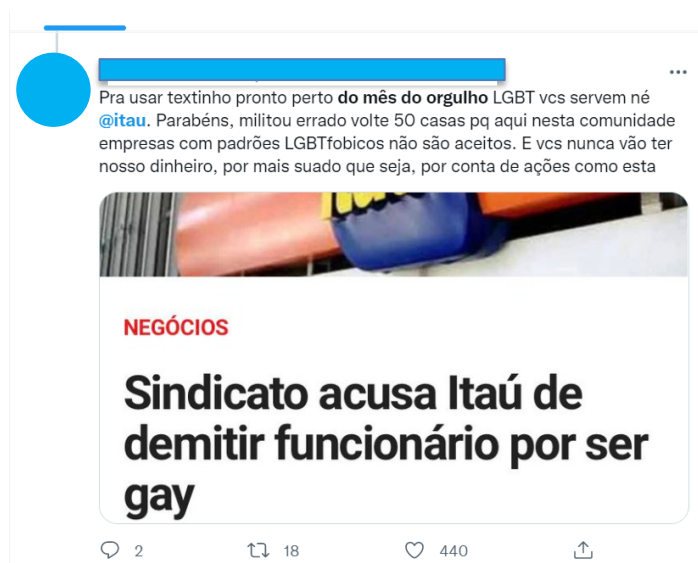 Pra usar textinho pronto perto do mês do orgulho LGBT vcs servem né
@itau. Parabéns, militou errado volte 50 casas pq aqui nesta comunidade
empresas com padrões LGBTfobicos não são aceitos. E vcs nunca vão ter
nosso dinheiro, por mais suado que seja, por conta de ações como esta
NEGÓCIOS
Sindicato acusa Itaú de
demitir funcionário por ser
gay
2 18 440